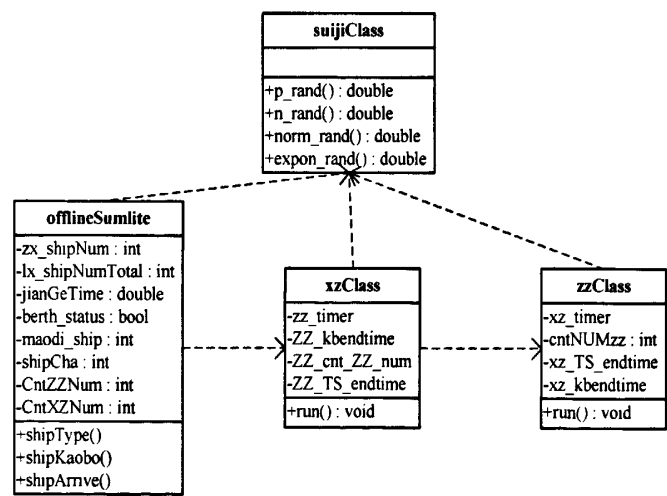 suijiClass
+p_rand() : double
+n_rand() : double
+norm_rand() : double
+expon_rand() : double
offlineSumlite
-zx_shipNum : int
-lx_shipNumTotal : int
-jianGeTime : double
-berth_status : bool
-maodi_ship : int
-shipCha : int
-CntZZNum : int
-CntXZNum : int
+shipType()
+shipKaobo()
+shipArrive()
xzClass
-zz_timer
-ZZ_kbendtime
-ZZ_cnt_ZZ_num
-ZZ_TS_endtime
+run() : void
zzClass
-xz_timer
-cntNUMzz : int
-xz_TS_endtime
-xz_kbendtime
+run() : void